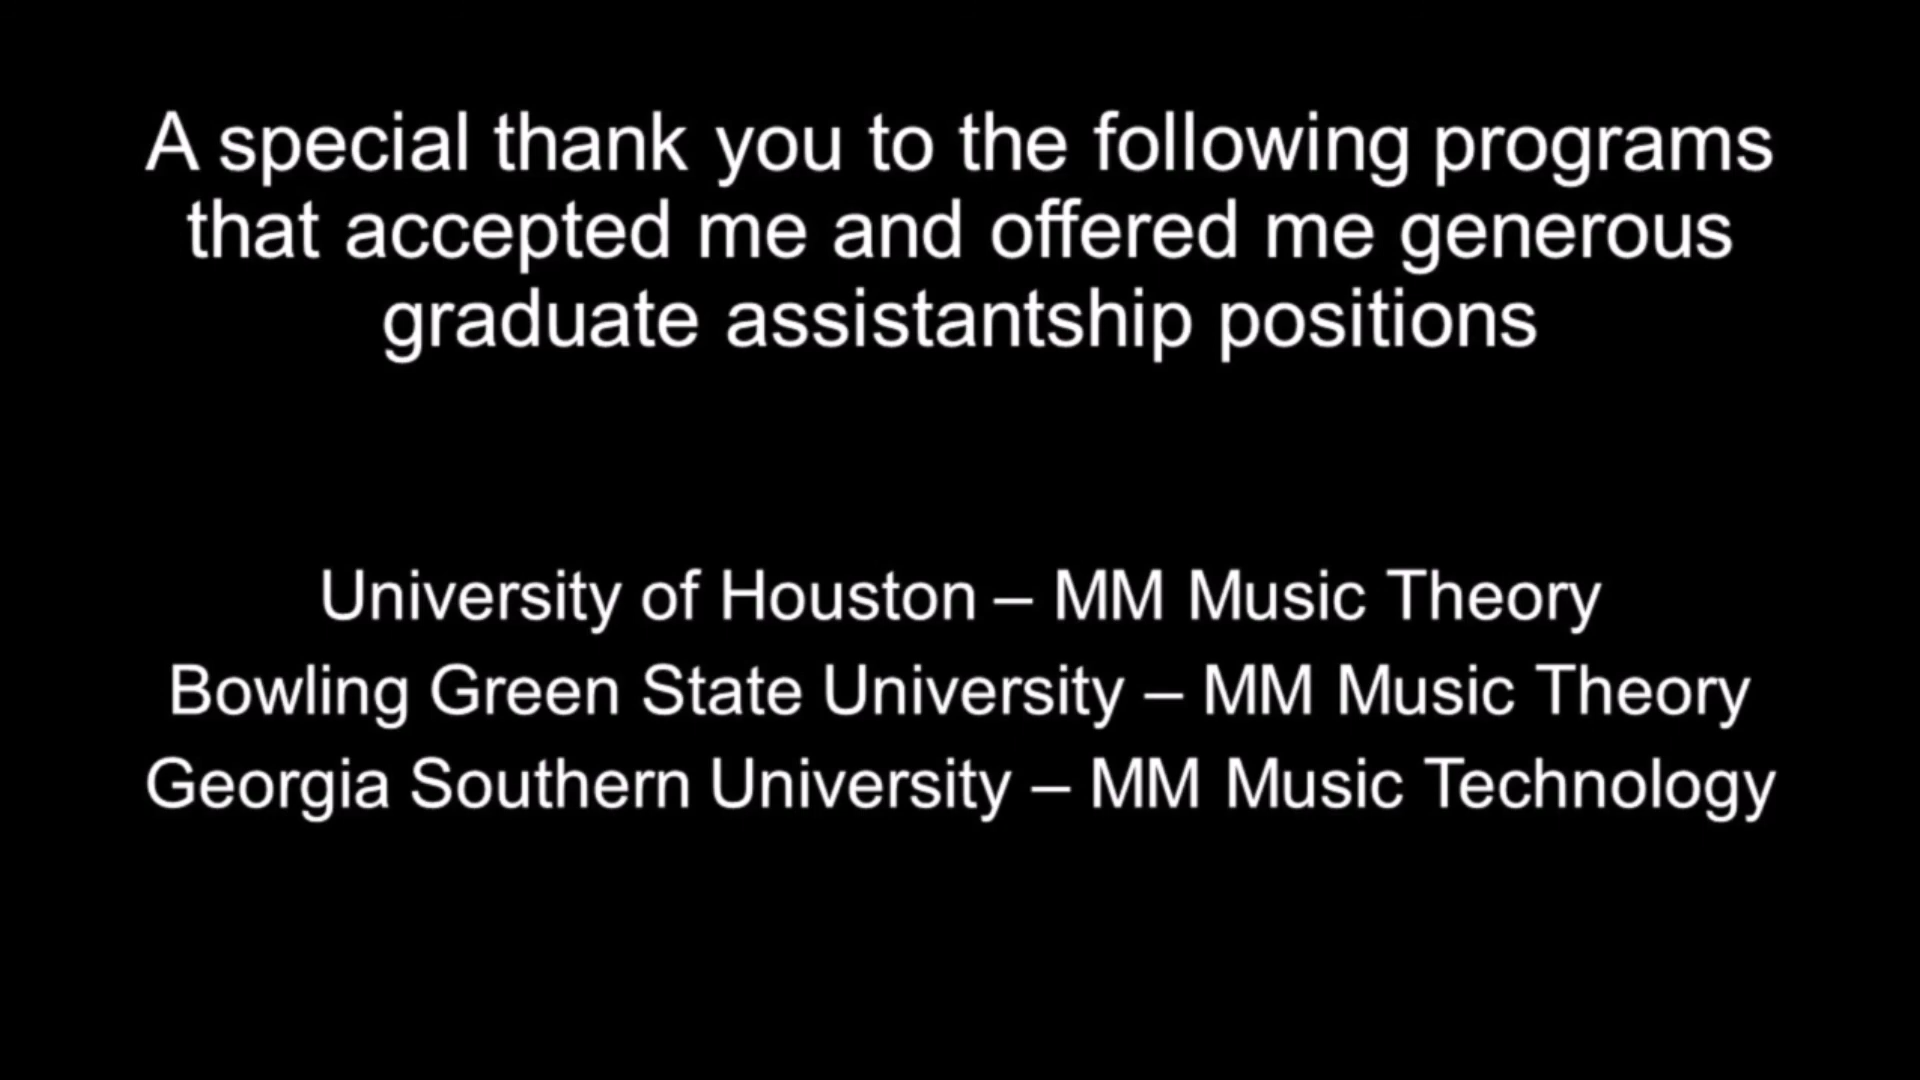 A special thank you to the following programs
that accepted me and offered me generous
graduate assistantship positions
University of Houston – MM Music Theory
Bowling Green State University – MM Music Theory
Georgia Southern University – MM Music Technology